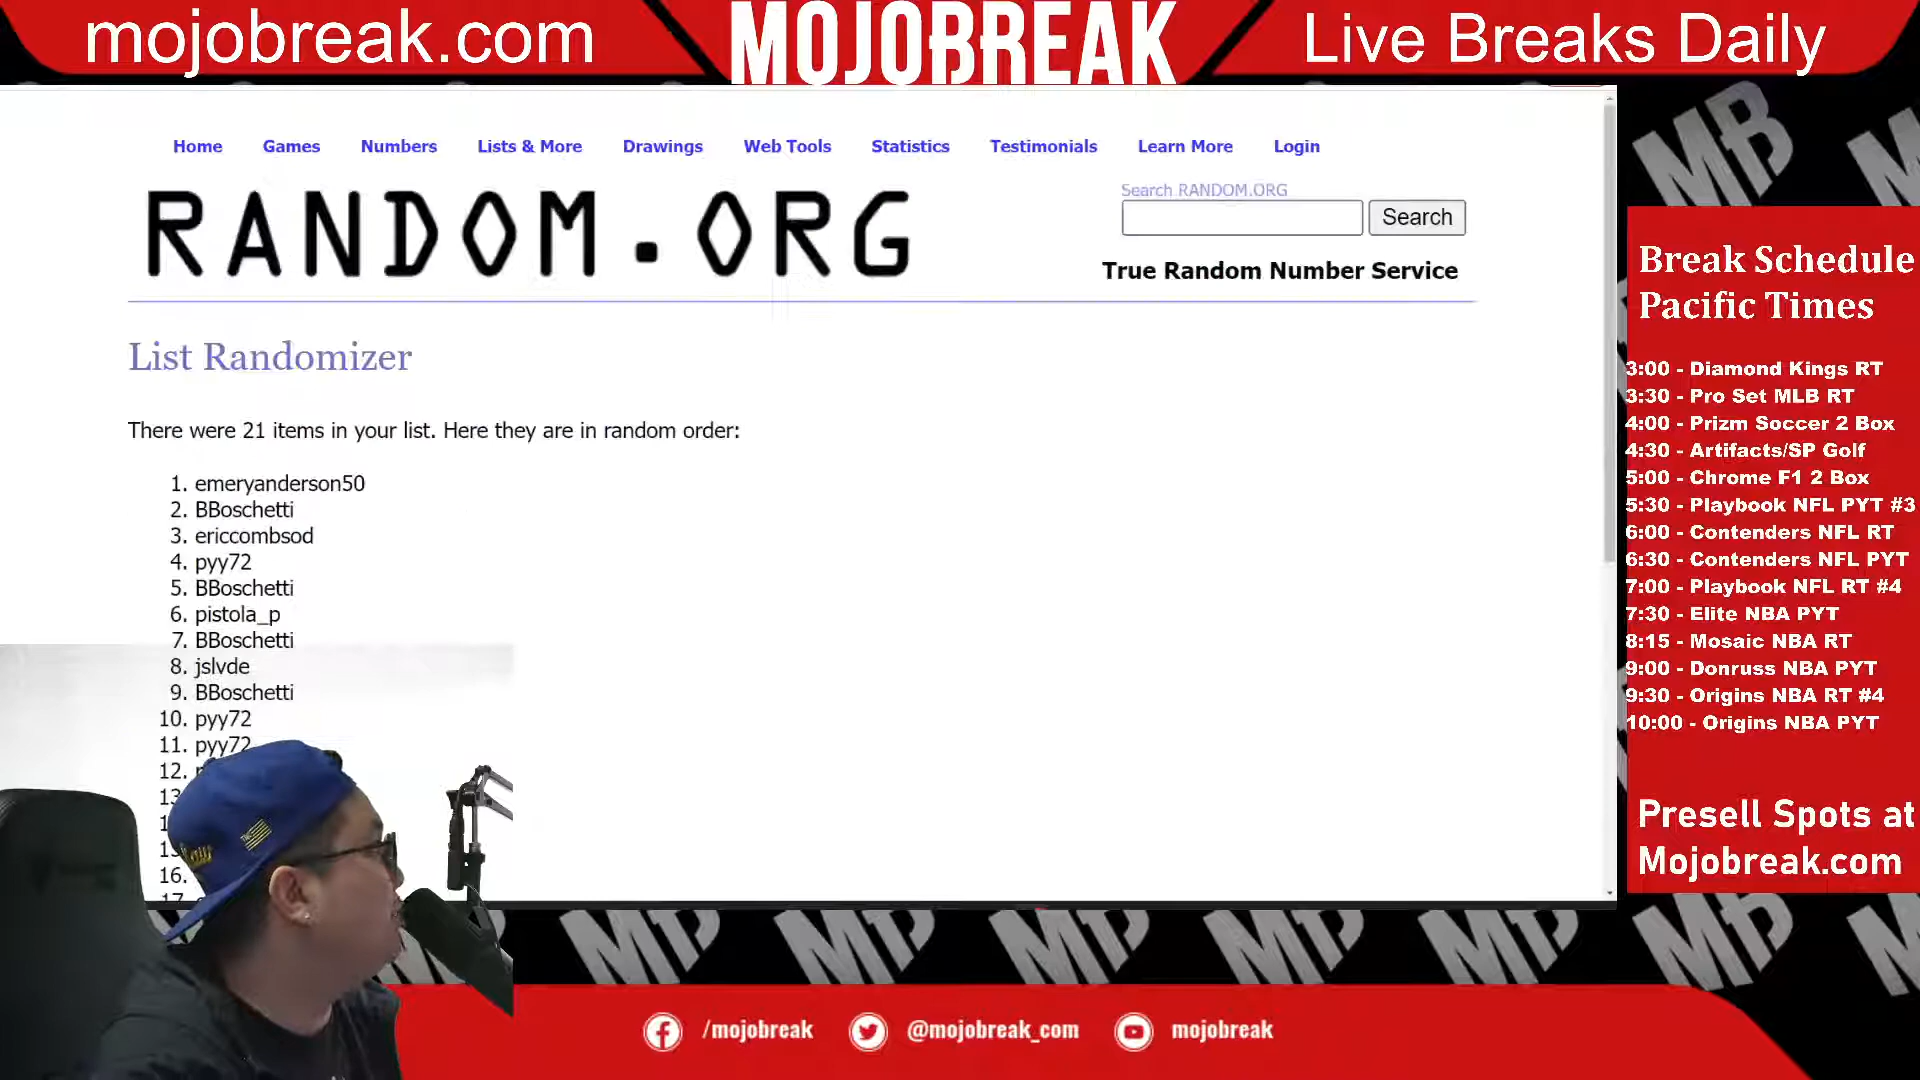 mojobreak.com
MOJOBREAK
Live Breaks Daily
Home Games Numbers Lists & More Drawings Web Tools Statistics Testimonials Learn More Login
RANDOM.ORG
Search RANDOM.ORG
Search
True Random Number Service
List Randomizer
There were 21 items in your list. Here they are in random order:
1. emeryanderson50
2. BBoschetti
3. ericcombsod
4. pyy72
5. BBoschetti
6. pistola_p
7. BBoschetti
8. jslvde
9. BBoschetti
10. pyy72
11. pyy72
12.
16.
Break Schedule
Pacific Times
3:00 - Diamond Kings RT
3:30 - Pro Set MLB RT
4:00 - Prizm Soccer 2 Box
4:30 - Artifacts/SP Golf
5:00 - Chrome F1 2 Box
5:30 - Playbook NFL PYT #3
6:00 - Contenders NFL RT
6:30 - Contenders NFL PYT
7:00 - Playbook NFL RT #4
7:30 - Elite NBA PYT
8:15 - Mosaic NBA RT
9:00 - Donruss NBA PYT
9:30 - Origins NBA RT #4
10:00 - Origins NBA PYT
Presell Spots at
Mojobreak.com
MB
/mojobreak
@mojobreak_com
mojobreak